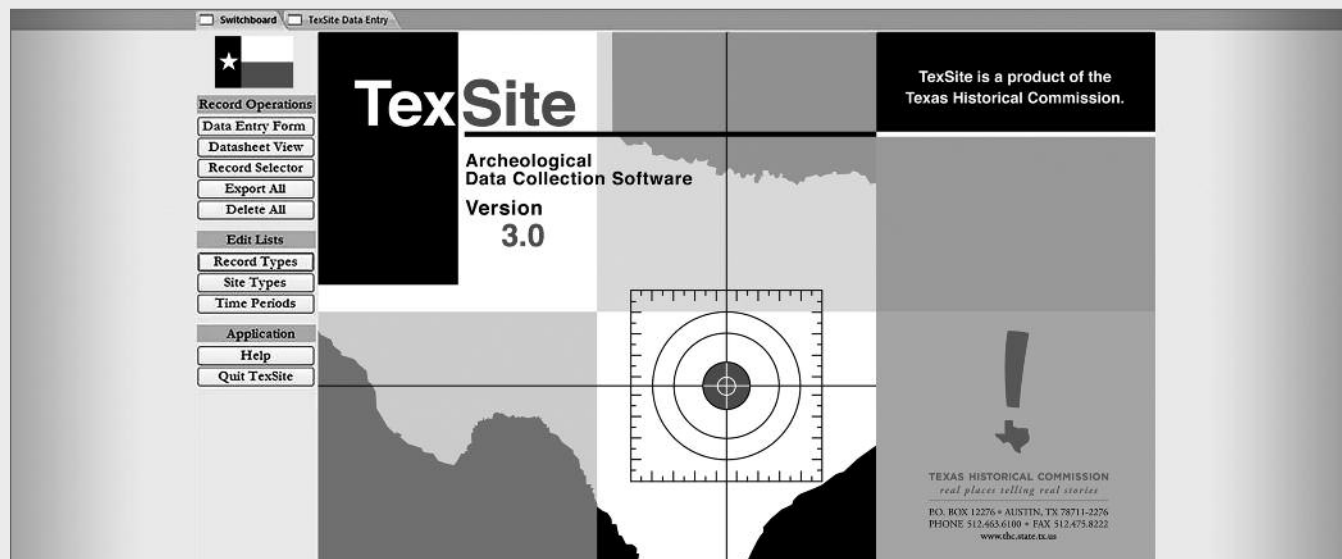 Switchboard
TexSite Data Entry
Record Operations
Data Entry Form
Datasheet View
Record Selector
Export All
Delete All
Edit Lists
Record Types
Site Types
Time Periods
Application
Help
Quit TexSite
TexSite
Archeological
Data Collection Software
Version
3.0
TexSite is a product of the
Texas Historical Commission.
TEXAS HISTORICAL COMMISSION
real places telling real stories
P.O. BOX 12276 • AUSTIN, TX 78711-2276
PHONE 512.463.6100 • FAX 512.475.8222
www.thc.state.tx.us